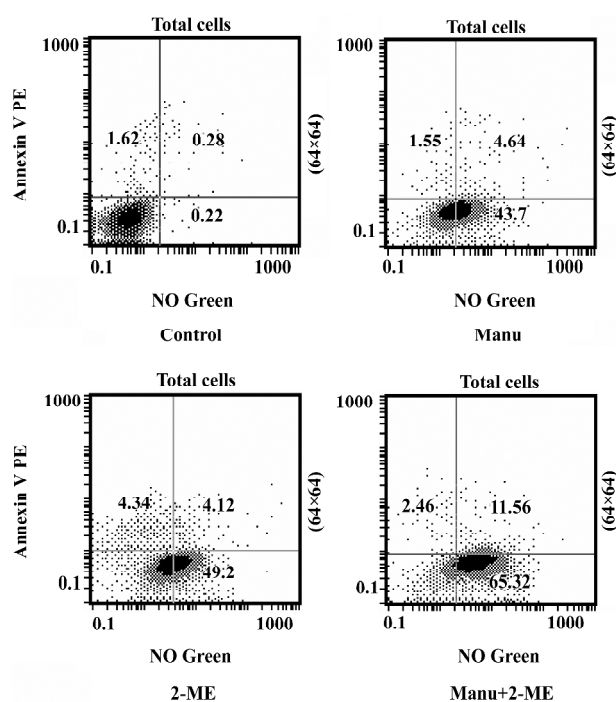 Total cells
1000
Annexin V PE
1.62
0.28
(64×64)
0.22
0.1
0.1
1000
NO Green
Control
Total cells
1000
1.55
4.64
(64×64)
43.7
0.1
0.1
1000
NO Green
Manu
Total cells
1000
Annexin V PE
4.34
4.12
(64×64)
49.2
0.1
0.1
1000
NO Green
2-ME
Total cells
1000
2.46
11.56
(64×64)
65.32
0.1
0.1
1000
NO Green
Manu+2-ME